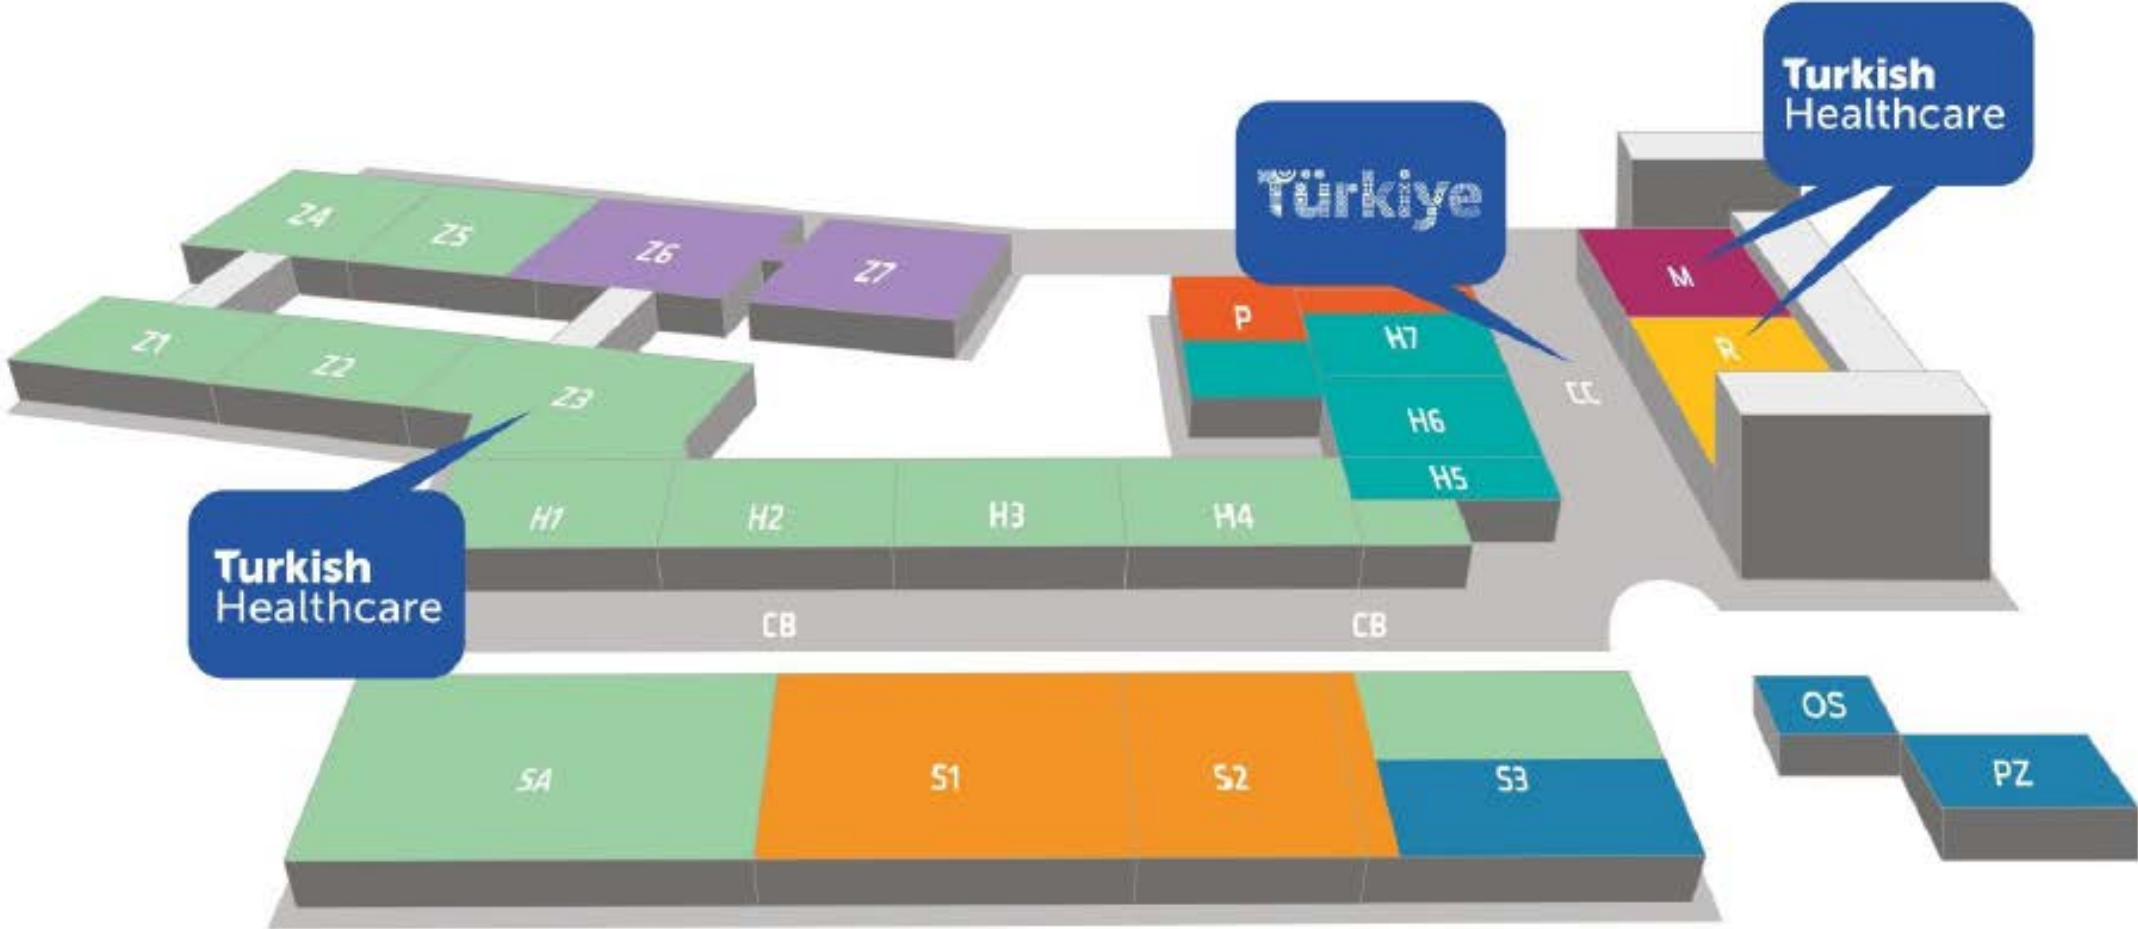 Turkish
Healthcare
Türkiye
Z4
Z5
Z6
Z7
M
P
H7
R
Z1
Z2
Z3
CC
H6
H5
H1
H2
H3
H4
Turkish
Healthcare
CB
CB
OS
SA
S1
S2
S3
PZ